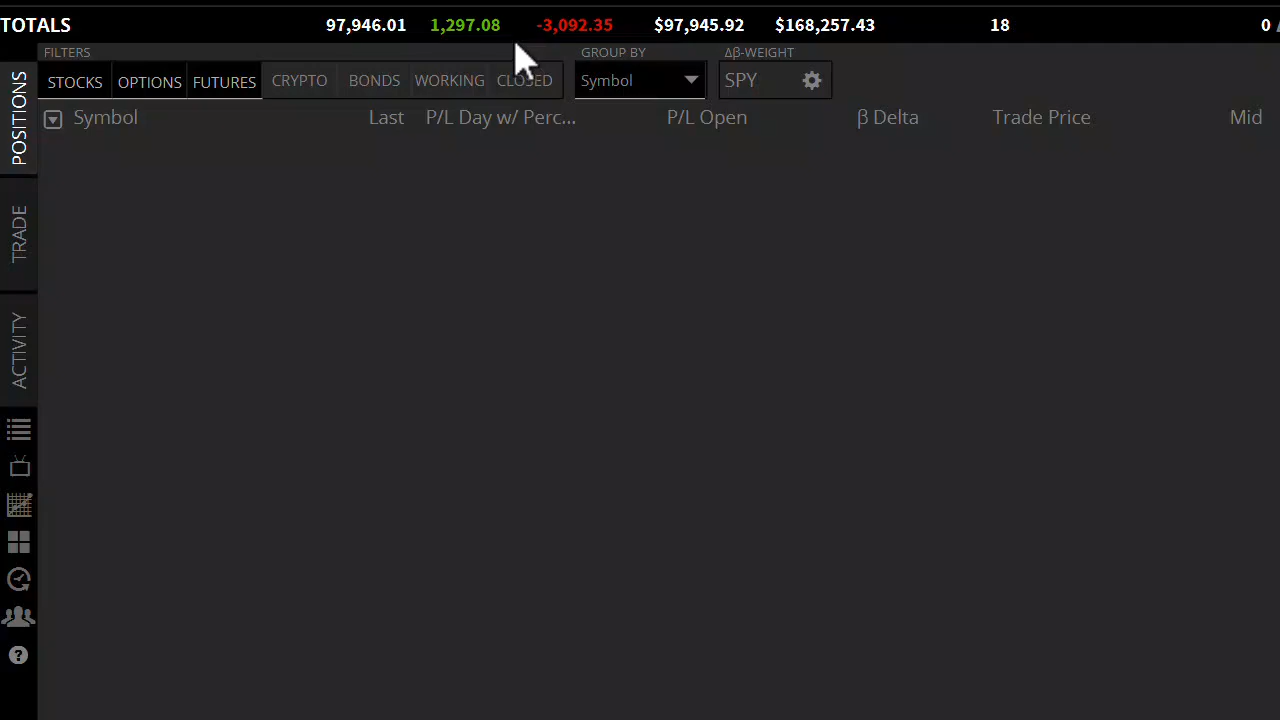 TOTALS 97,946.01 1,297.08 -3,092.35 $97,945.92 $168,257.43 18 0 /
FILTERS GROUP BY Δβ-WEIGHT
STOCKS OPTIONS FUTURES CRYPTO BONDS WORKING CLOSED Symbol SPY
Symbol Last P/L Day w/ Perc... P/L Open β Delta Trade Price Mid
POSITIONS
TRADE
ACTIVITY
?